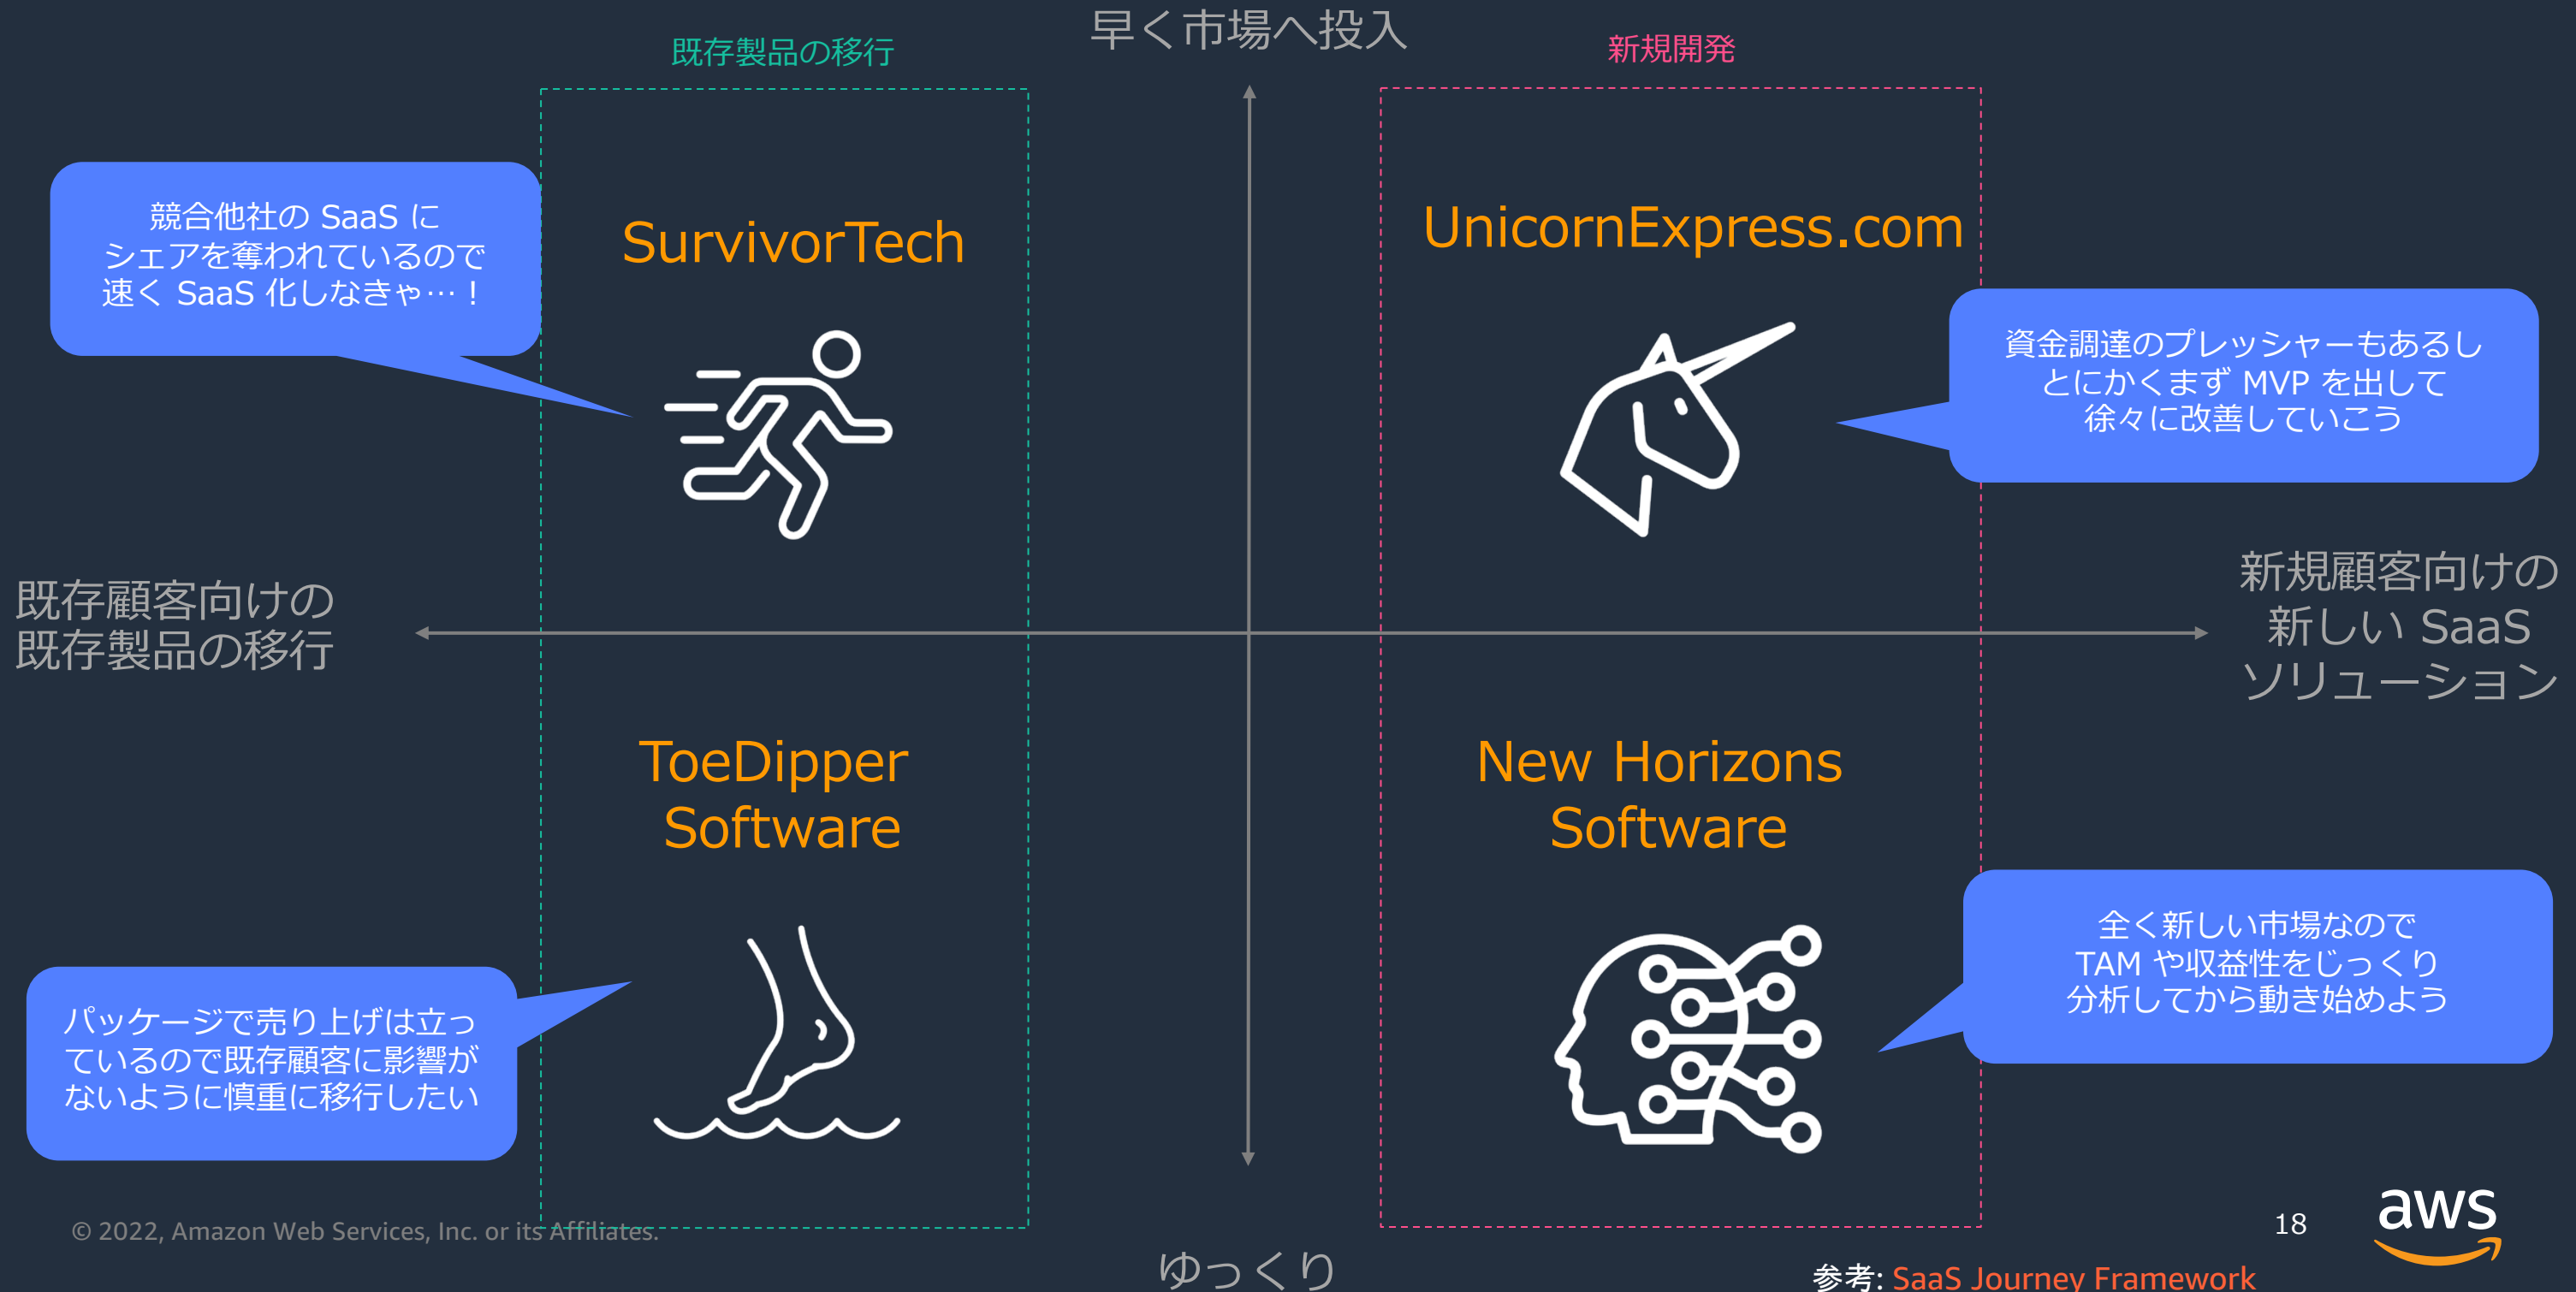 早く市場へ投入
既存製品の移行
新規開発
競合他社の SaaS に
シェアを奪われているので
速く SaaS 化しなきゃ…！
SurvivorTech
UnicornExpress.com
資金調達のプレッシャーもあるし
とにかくまず MVP を出して
徐々に改善していこう
既存顧客向けの
既存製品の移行
新規顧客向けの
新しい SaaS
ソリューション
ToeDipper
Software
New Horizons
Software
パッケージで売り上げは立っ
ているので既存顧客に影響が
ないように慎重に移行したい
全く新しい市場なので
TAM や収益性をじっくり
分析してから動き始めよう
© 2022, Amazon Web Services, Inc. or its Affiliates.
18
aws
ゆっくり
参考: SaaS Journey Framework